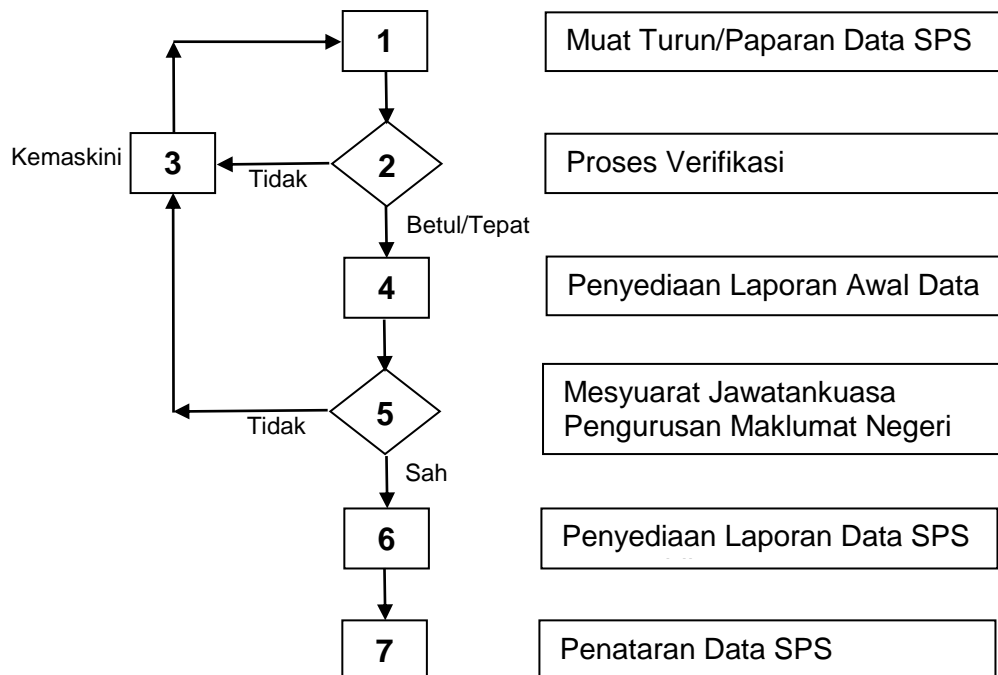 1
Muat Turun/Paparan Data SPS
Kemaskini
3
Tidak
2
Proses Verifikasi
Betul/Tepat
4
Penyediaan Laporan Awal Data
Tidak
5
Mesyuarat Jawatankuasa
Pengurusan Maklumat Negeri
Sah
6
Penyediaan Laporan Data SPS
7
Penataran Data SPS